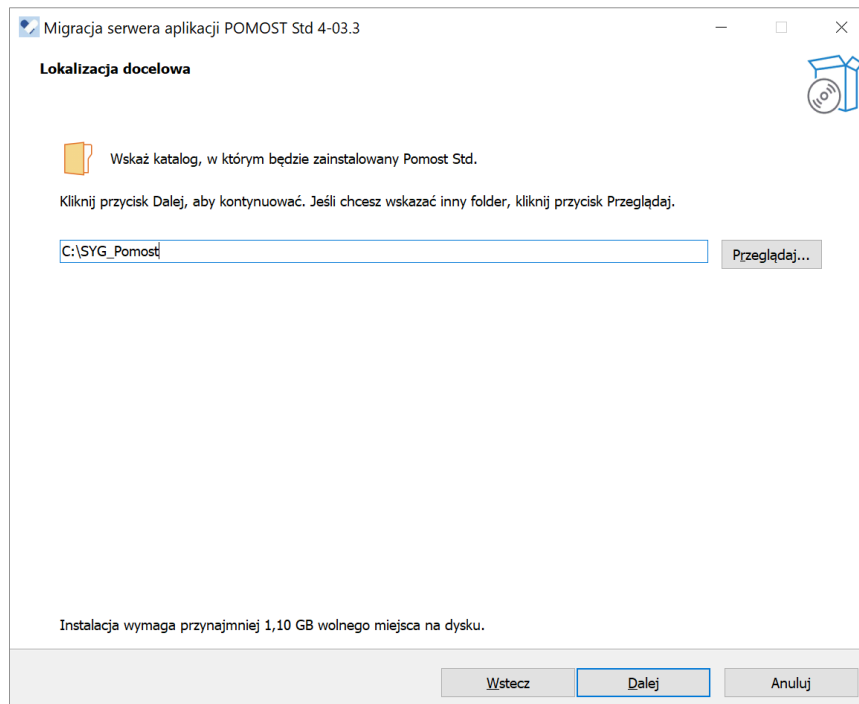 Migracja serwera aplikacji POMOST Std 4-03.3
Lokalizacja docelowa
Wskaż katalog, w którym będzie zainstalowany Pomost Std.
Kliknij przycisk Dalej, aby kontynuować. Jeśli chcesz wskazać inny folder, kliknij przycisk Przeglądaj.
C:\SYG_Pomost
Przeglądaj...
Instalacja wymaga przynajmniej 1,10 GB wolnego miejsca na dysku.
Wstecz
Dalej
Anuluj